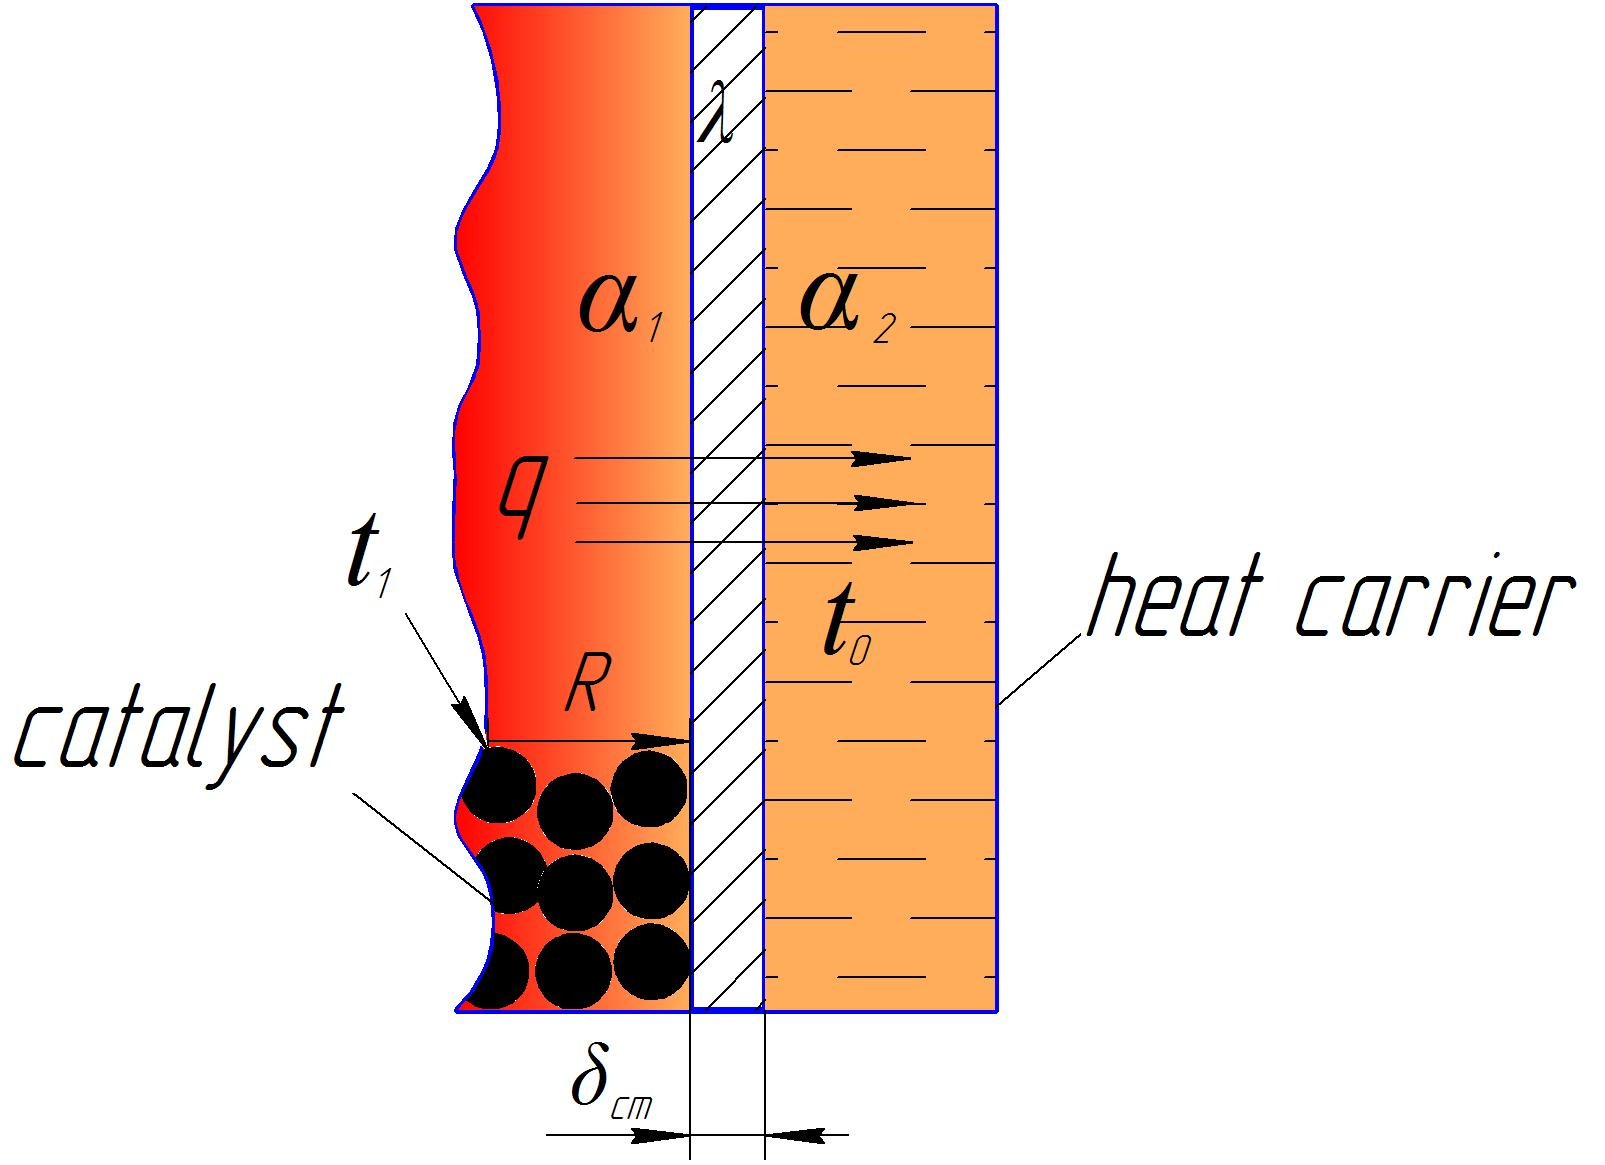 λ
α₁
α₂
q
t₁
t₀
heat carrier
R
catalyst
δcm